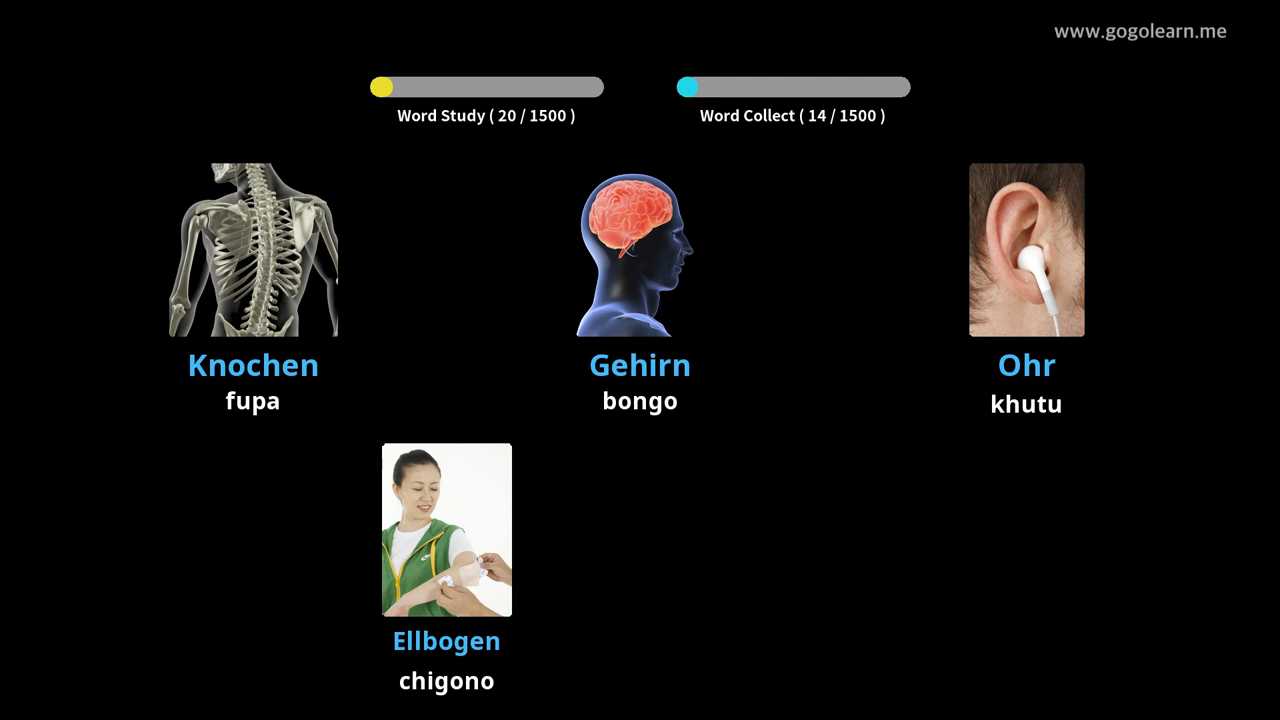 www.gogolearn.me
Word Study ( 20 / 1500 )
Word Collect ( 14 / 1500 )
Knochen
fupa
Gehirn
bongo
Ohr
khutu
Ellbogen
chigono